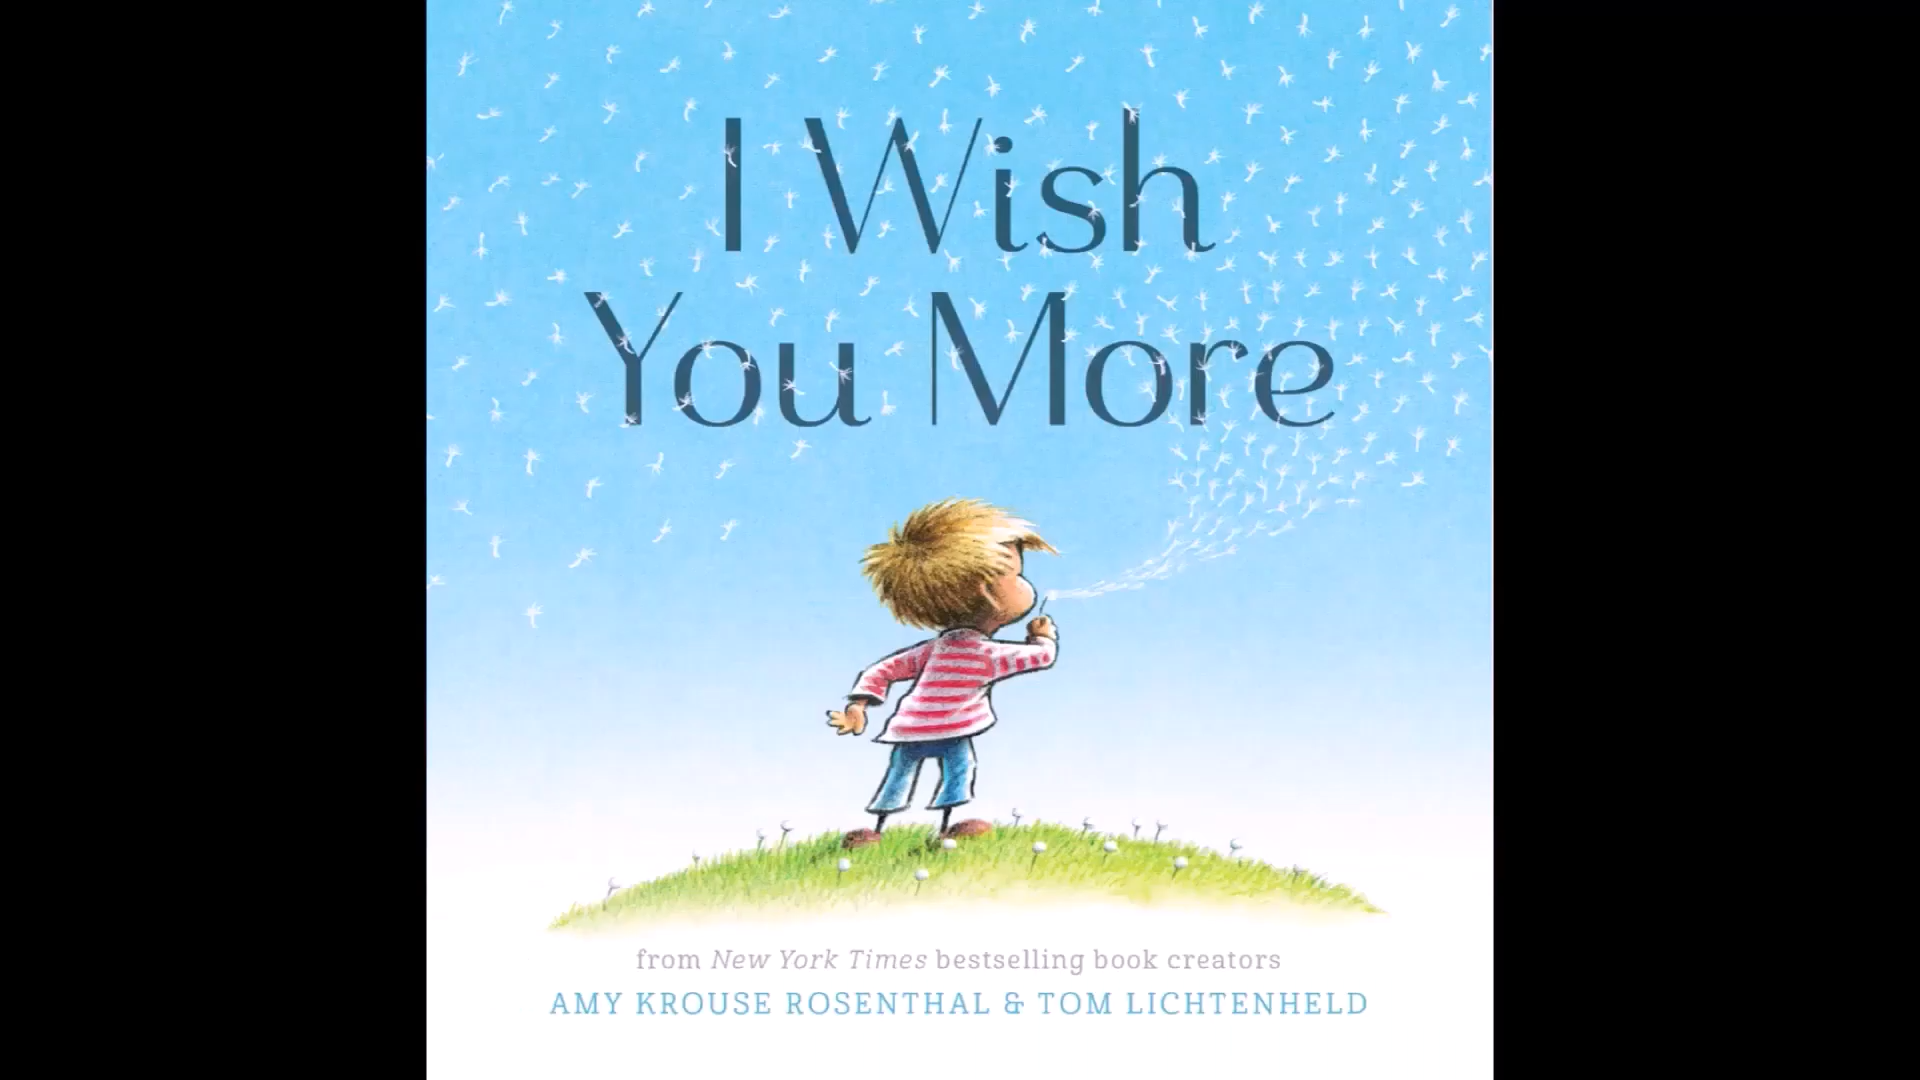 I Wish
You More
from New York Times bestselling book creators
AMY KROUSE ROSENTHAL & TOM LICHTENHELD